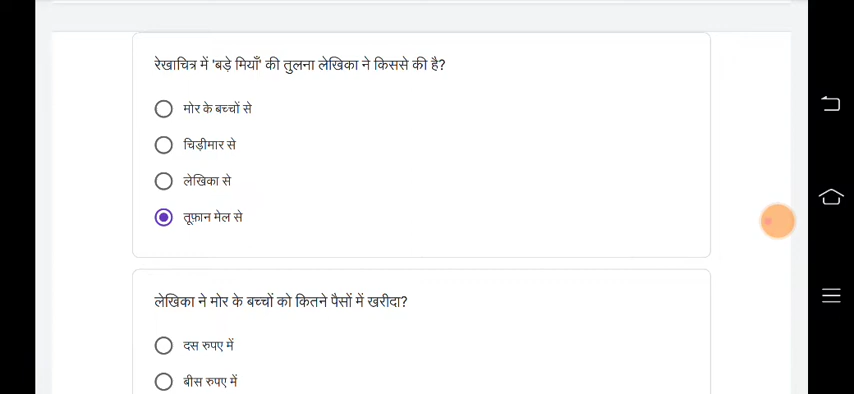 रेखाचित्र में 'बड़े मियाँ' की तुलना लेखिका ने किससे की है?
मोर के बच्चों से
चिड़ीमार से
लेखिका से
तूफ़ान मेल से
लेखिका ने मोर के बच्चों को कितने पैसों में खरीदा?
दस रुपए में
बीस रुपए में